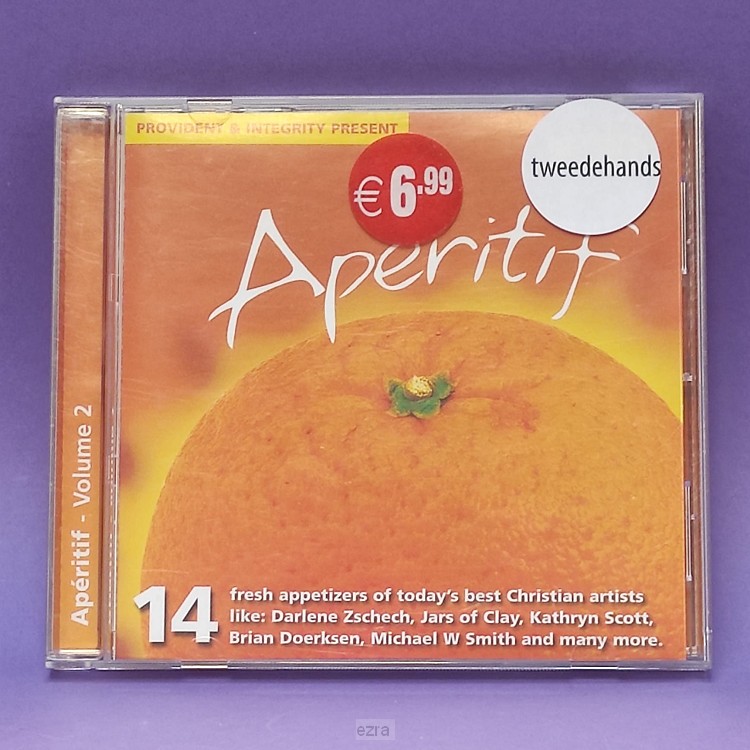 PROVIDENT & INTEGRITY PRESENT
€ 6.99
tweedehands
Apéritif
Apéritif - Volume 2
14
fresh appetizers of today's best Christian artists
like: Darlene Zschech, Jars of Clay, Kathryn Scott,
Brian Doerksen, Michael W Smith and many more.
ezra